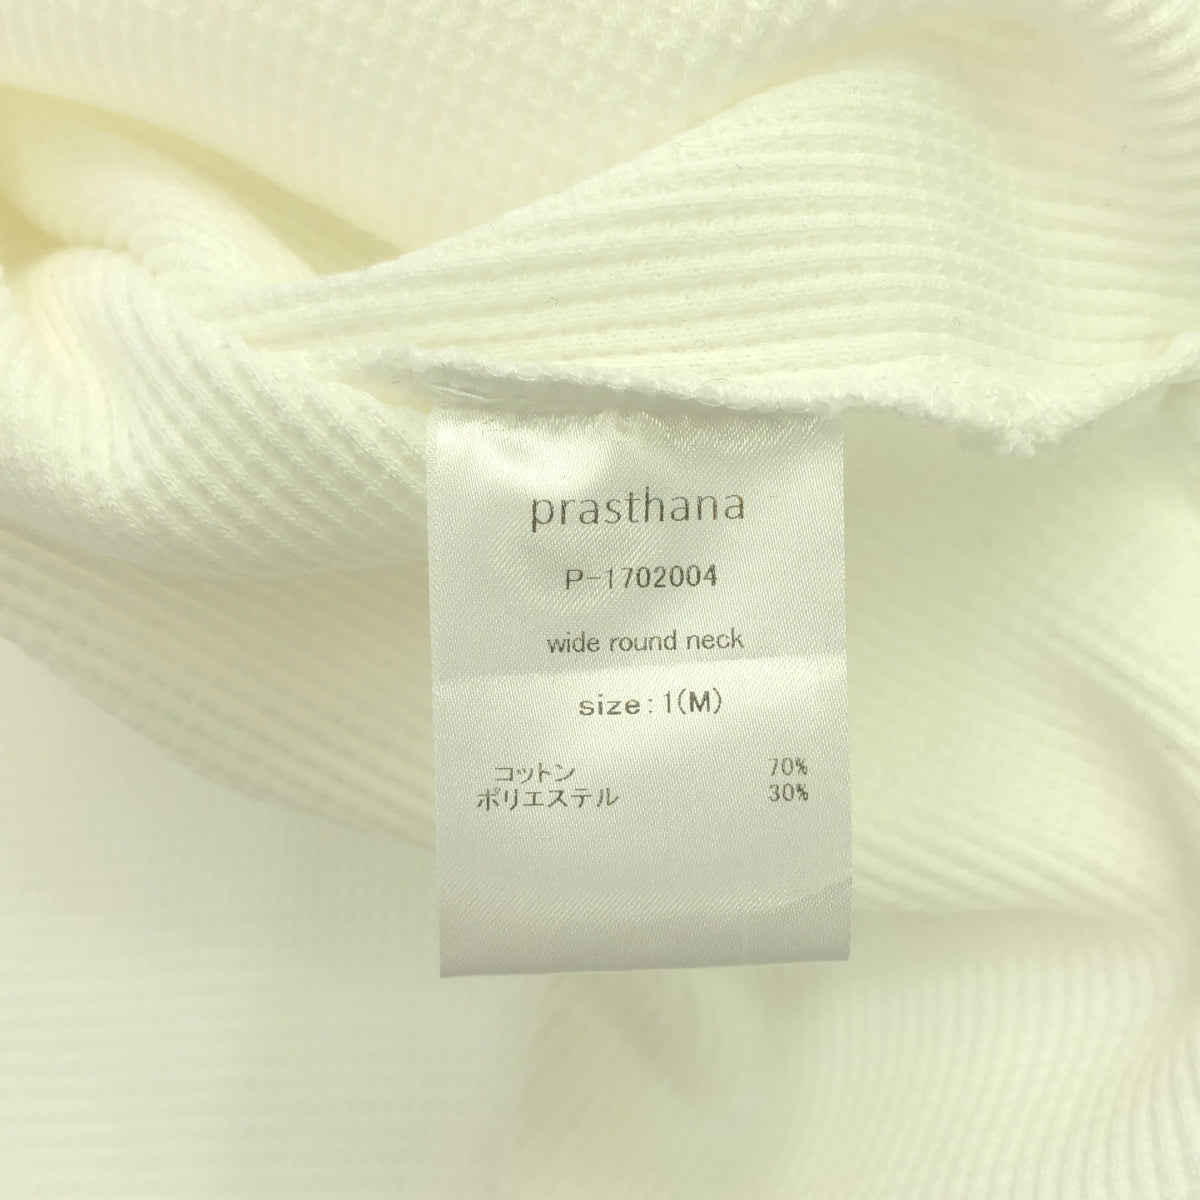 prasthana
P-1702004
wide round neck
size:1(M)
コットン 70%
ポリエステル 30%